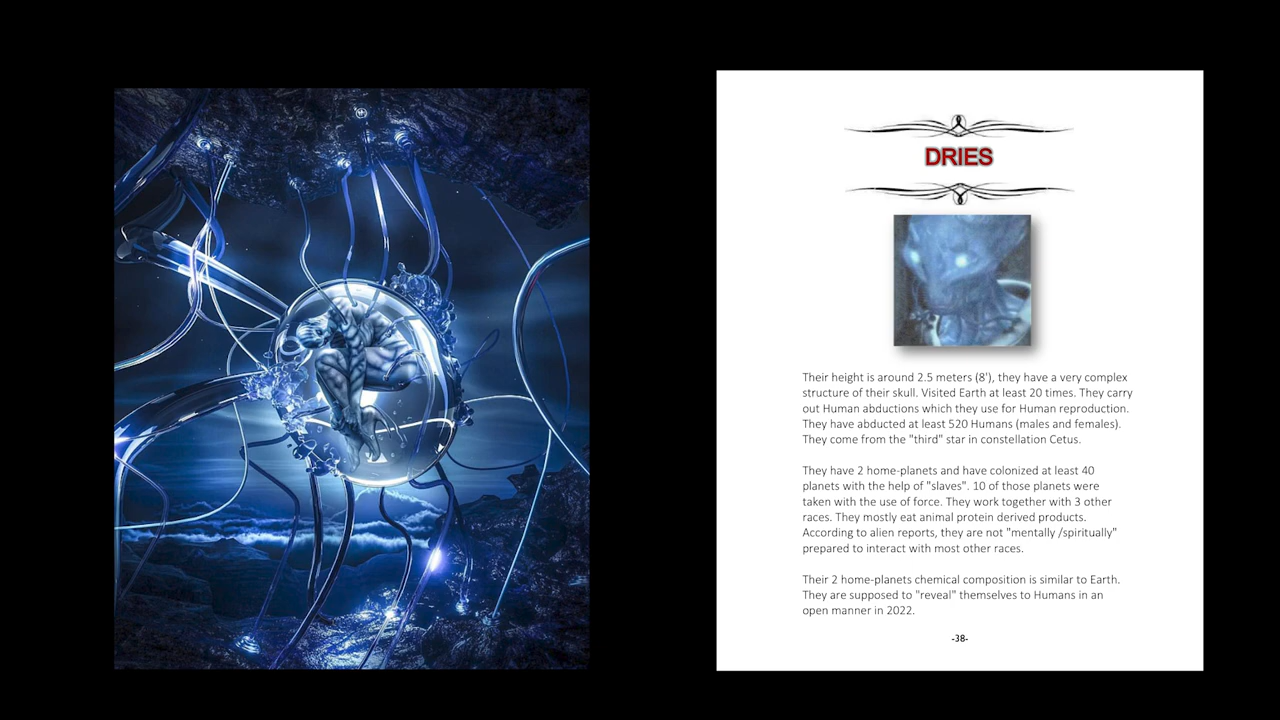 DRIES
Their height is around 2.5 meters (8'), they have a very complex
structure of their skull. Visited Earth at least 20 times. They carry
out Human abductions which they use for Human reproduction.
They have abducted at least 520 Humans (males and females).
They come from the "third" star in constellation Cetus.
They have 2 home-planets and have colonized at least 40
planets with the help of "slaves". 10 of those planets were
taken with the use of force. They work together with 3 other
races. They mostly eat animal protein derived products.
According to alien reports, they are not "mentally /spiritually"
prepared to interact with most other races.
Their 2 home-planets chemical composition is similar to Earth.
They are supposed to "reveal" themselves to Humans in an
open manner in 2022.
-38-